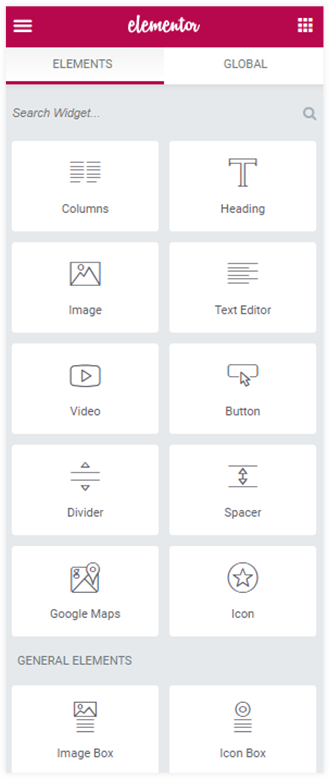 elementor
ELEMENTS GLOBAL
Search Widget...
Columns Heading
Image Text Editor
Video Button
Divider Spacer
Google Maps Icon
GENERAL ELEMENTS
Image Box Icon Box